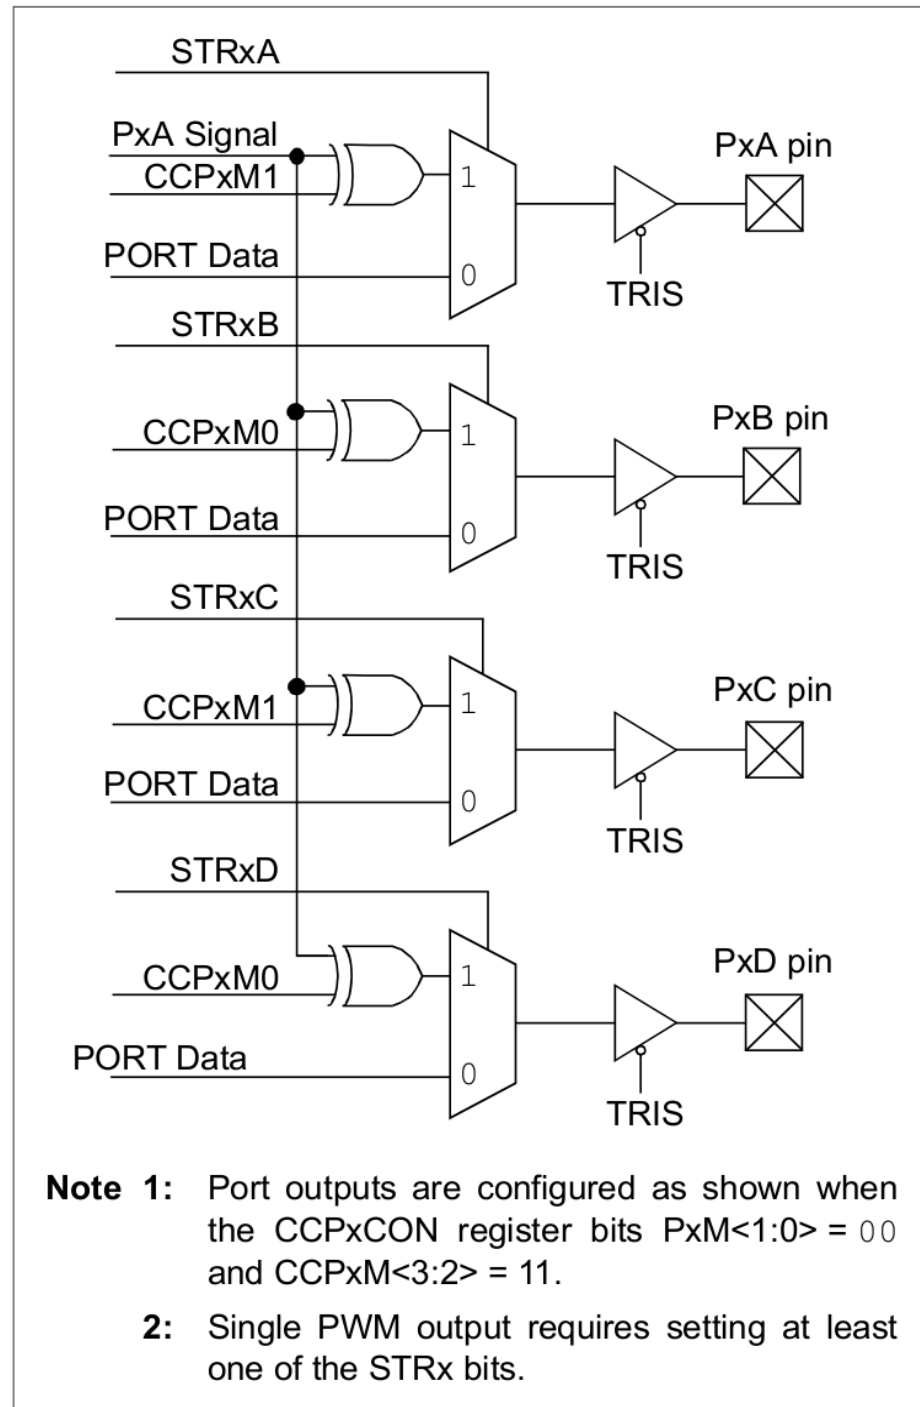 STRxA
PxA Signal
CCPxM1
1
PxA pin
PORT Data
0
TRIS
STRxB
CCPxM0
1
PxB pin
PORT Data
0
TRIS
STRxC
CCPxM1
1
PxC pin
PORT Data
0
TRIS
STRxD
CCPxM0
1
PxD pin
PORT Data
0
TRIS
Note 1: Port outputs are configured as shown when
the CCPxCON register bits PxM<1:0> = 00
and CCPxM<3:2> = 11.
2: Single PWM output requires setting at least
one of the STRx bits.